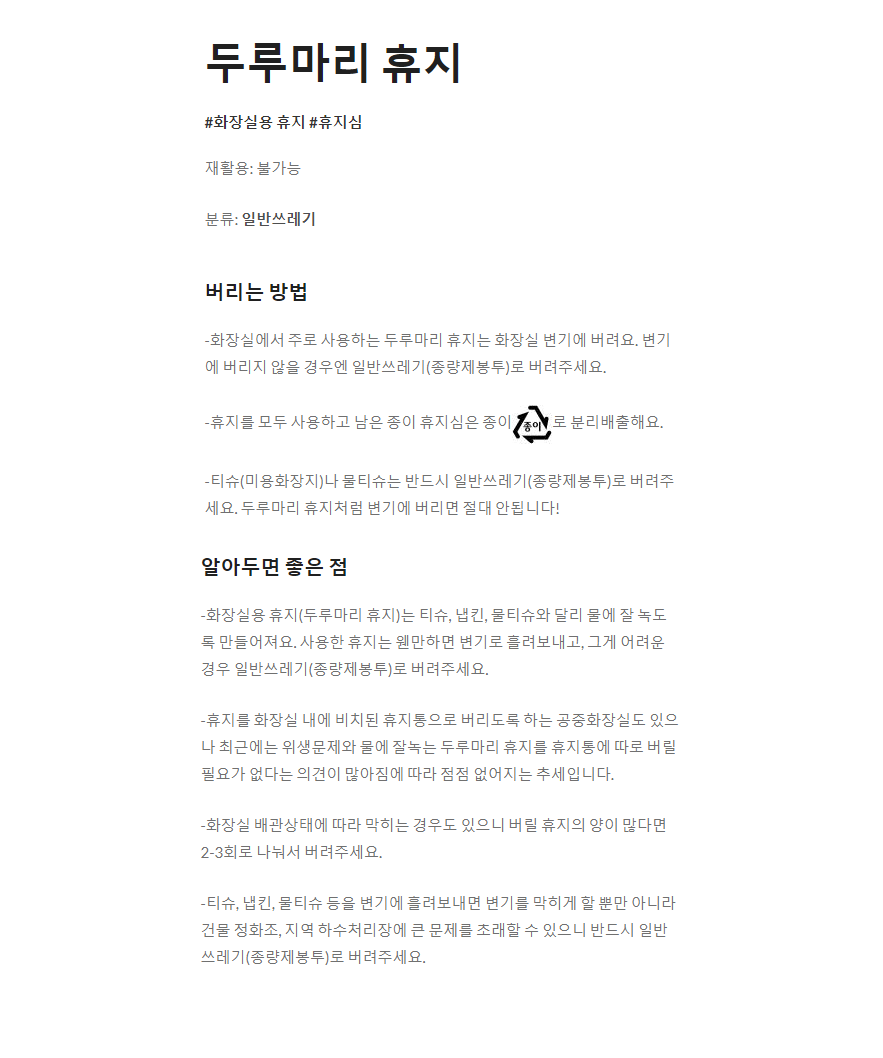 두루마리 휴지
#화장실용 휴지 #휴지심
재활용: 불가능
분류: 일반쓰레기
버리는 방법
-화장실에서 주로 사용하는 두루마리 휴지는 화장실 변기에 버려요. 변기
에 버리지 않을 경우엔 일반쓰레기(종량제봉투)로 버려주세요.
-휴지를 모두 사용하고 남은 종이 휴지심은 종이 종이 로 분리배출해요.
-티슈(미용화장지)나 물티슈는 반드시 일반쓰레기(종량제봉투)로 버려주
세요. 두루마리 휴지처럼 변기에 버리면 절대 안됩니다!
알아두면 좋은 점
-화장실용 휴지(두루마리 휴지)는 티슈, 냅킨, 물티슈와 달리 물에 잘 녹도
록 만들어져요. 사용한 휴지는 웬만하면 변기로 흘려보내고, 그게 어려운
경우 일반쓰레기(종량제봉투)로 버려주세요.
-휴지를 화장실 내에 비치된 휴지통으로 버리도록 하는 공중화장실도 있으
나 최근에는 위생문제와 물에 잘녹는 두루마리 휴지를 휴지통에 따로 버릴
필요가 없다는 의견이 많아짐에 따라 점점 없어지는 추세입니다.
-화장실 배관상태에 따라 막히는 경우도 있으니 버릴 휴지의 양이 많다면
2-3회로 나눠서 버려주세요.
-티슈, 냅킨, 물티슈 등을 변기에 흘려보내면 변기를 막히게 할 뿐만 아니라
건물 정화조, 지역 하수처리장에 큰 문제를 초래할 수 있으니 반드시 일반
쓰레기(종량제봉투)로 버려주세요.